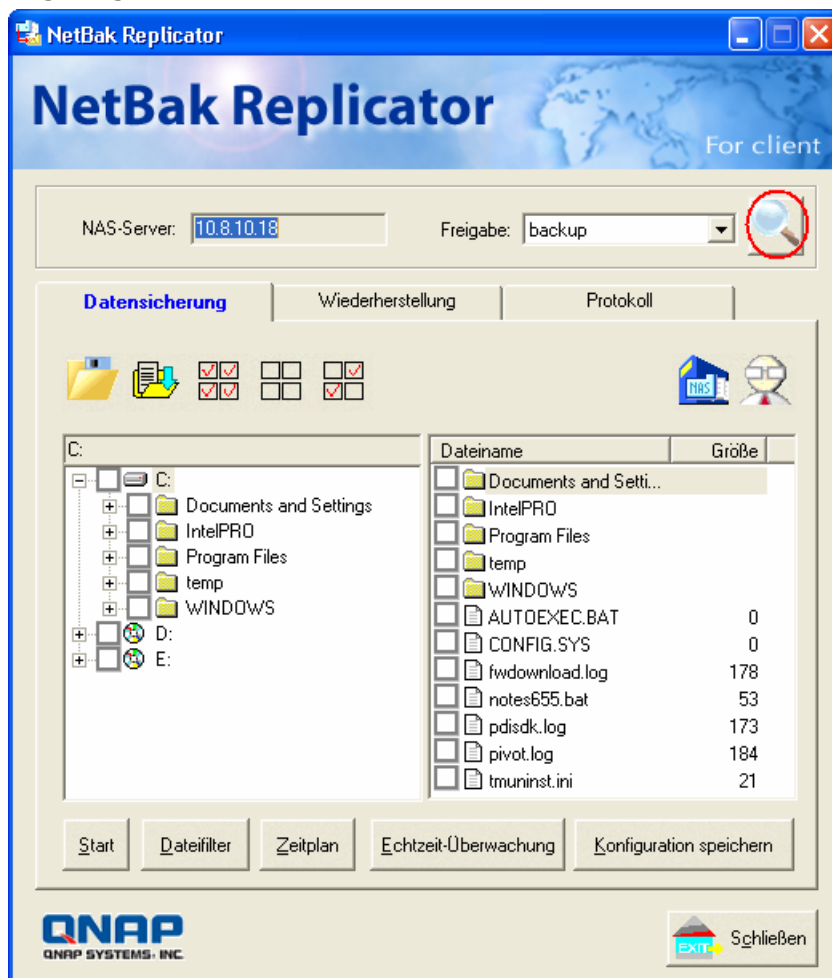 NetBak Replicator
NetBak Replicator
For client
NAS-Server: 10.8.10.18 Freigabe: backup
Datensicherung Wiederherstellung Protokoll
NAS
C:
C:
Documents and Settings
IntelPRO
Program Files
temp
WINDOWS
D:
E:
Dateiname Größe
Documents and Setti...
IntelPRO
Program Files
temp
WINDOWS
AUTOEXEC.BAT 0
CONFIG.SYS 0
fwdownload.log 178
notes655.bat 53
pdisdk.log 173
pivot.log 184
tmuninst.ini 21
Start Dateifilter Zeitplan Echtzeit-Überwachung Konfiguration speichern
QNAP
QNAP SYSTEMS, INC.
EXIT Schließen